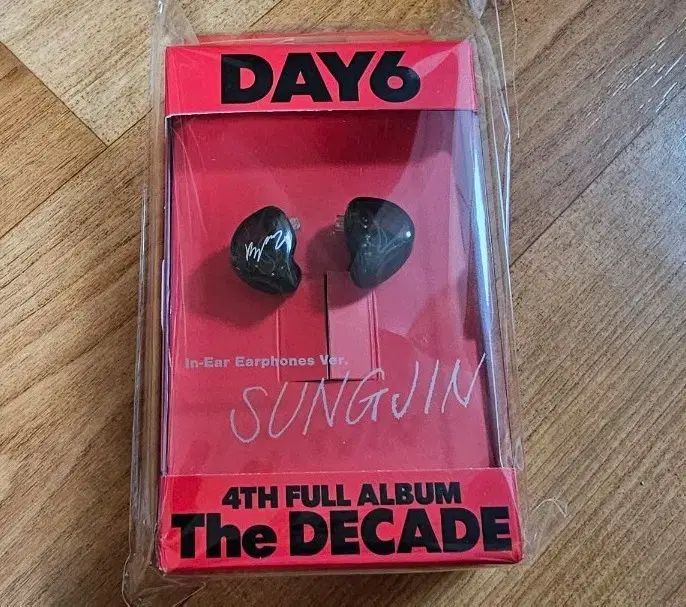 DAY6
In-Ear Earphones Ver.
SUNGJIN
4TH FULL ALBUM
The DECADE